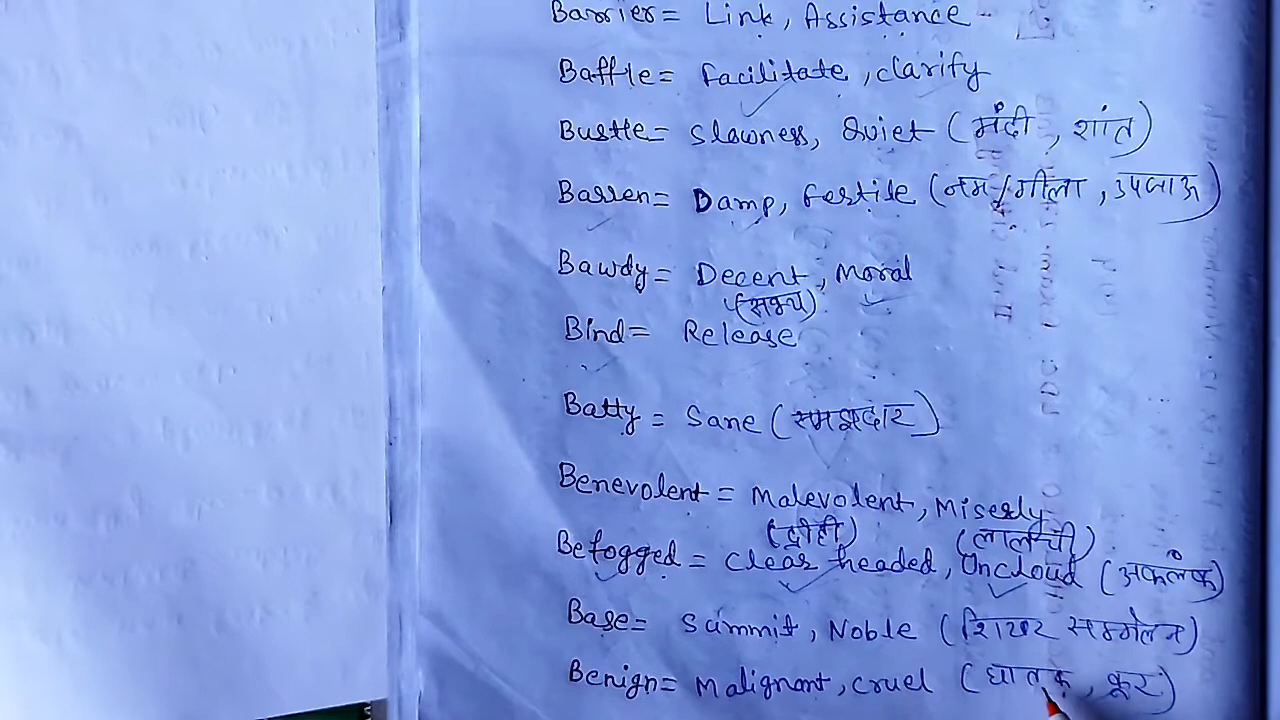 Barrier = Link, Assistance
Baffle = Facilitate, clarify
Bustle = Slowness, Quiet (मंदी, शांत)
Barren = Damp, Fertile (नम/गीला, उपजाऊ)
Bawdy = Decent, Moral
(सभ्य)
Bind = Release
Batty = Sane (समझदार)
Benevolent = Malevolent, Miserly
(द्रोही) (लालची)
Befogged = Clear headed, Uncloud (अकलंक)
Base = Summit, Noble (शिखर सम्मेलन)
Benign = Malignant, cruel (घातक, क्रूर)